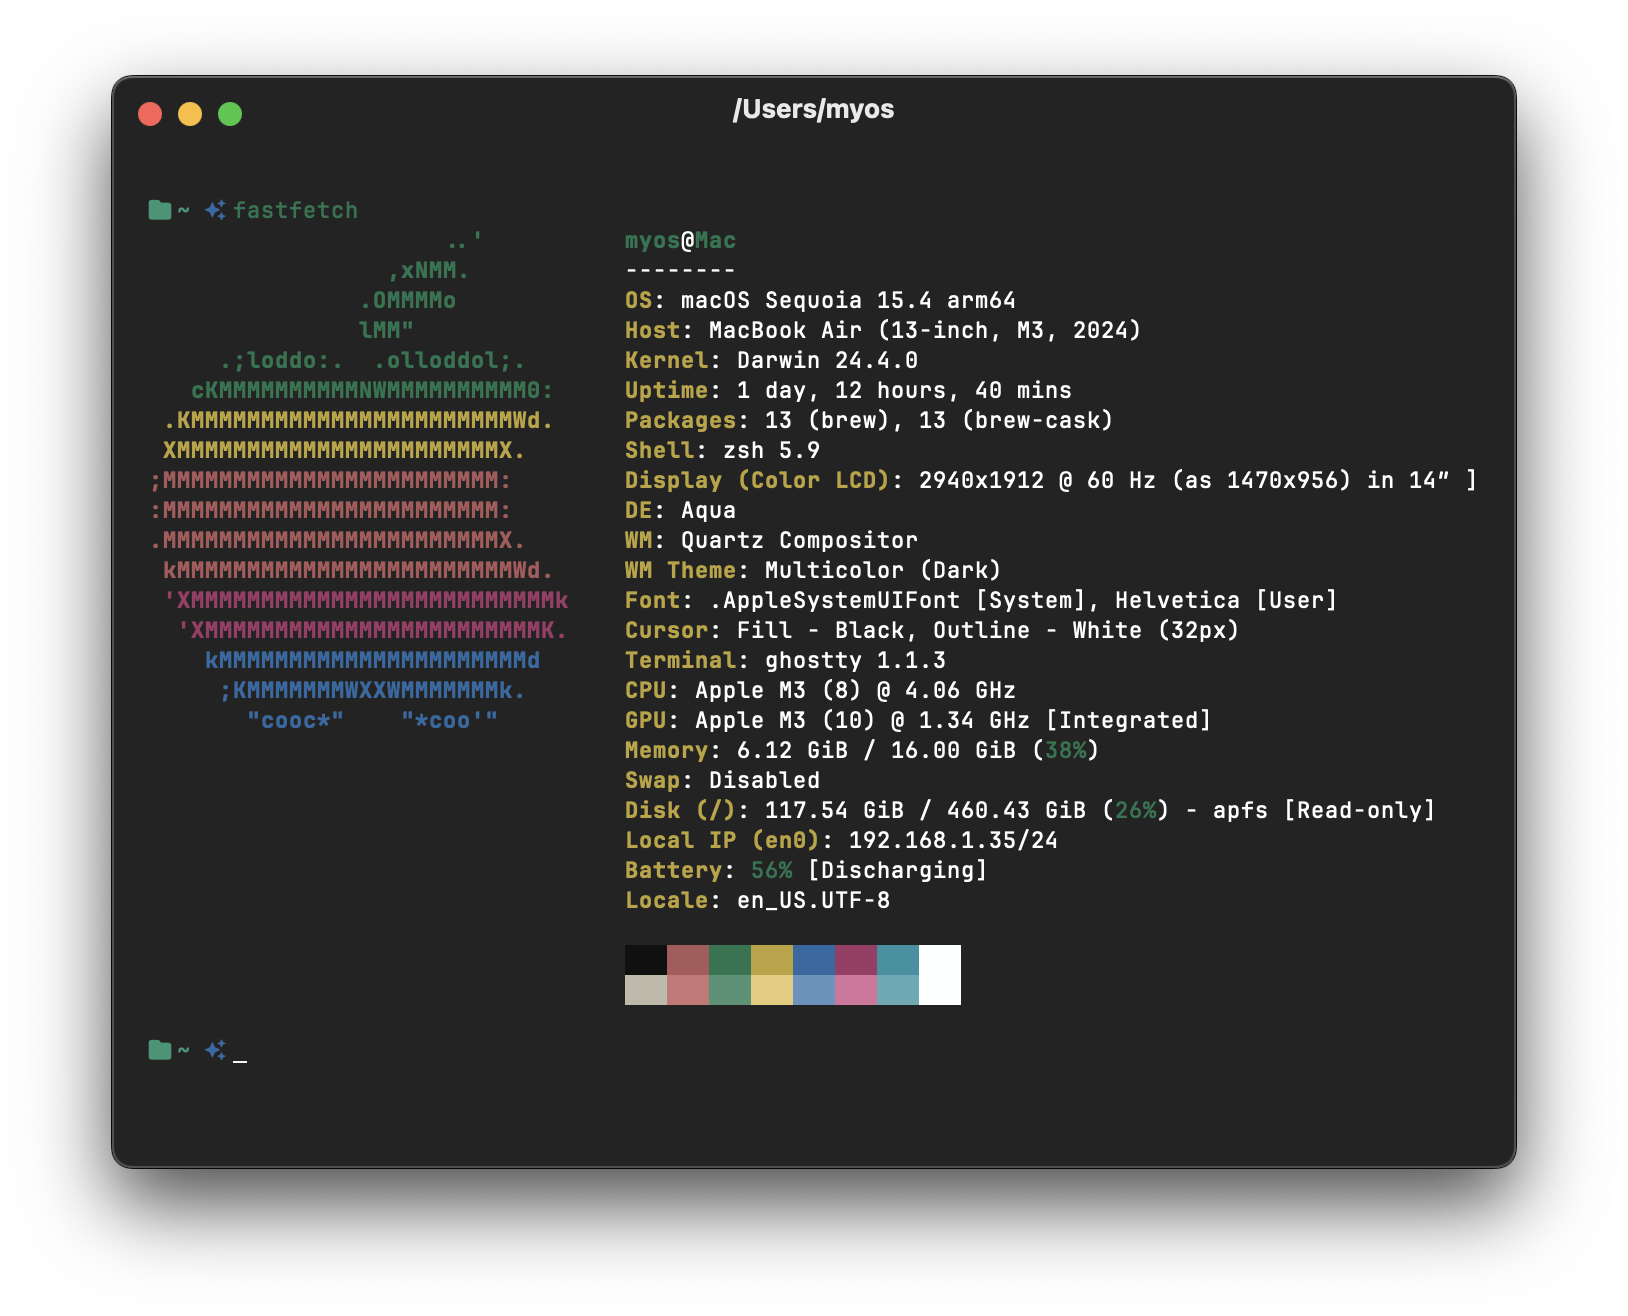 /Users/myos
~ fastfetch
..'
,xNMM.
.OMMMMo
lMM"
.;loddo:.  .olloddol;.
cKMMMMMMMMMMNWMMMMMMMMMM0:
.KMMMMMMMMMMMMMMMMMMMMMMMWd.
XMMMMMMMMMMMMMMMMMMMMMMMX.
;MMMMMMMMMMMMMMMMMMMMMMMM:
:MMMMMMMMMMMMMMMMMMMMMMMM:
.MMMMMMMMMMMMMMMMMMMMMMMMX.
kMMMMMMMMMMMMMMMMMMMMMMMMWd.
'XMMMMMMMMMMMMMMMMMMMMMMMMMMk
'XMMMMMMMMMMMMMMMMMMMMMMMMK.
kMMMMMMMMMMMMMMMMMMMMMMd
;KMMMMMMMWXXWMMMMMMMk.
"cooc*"    "*coo'"
myos@Mac
--------
OS: macOS Sequoia 15.4 arm64
Host: MacBook Air (13-inch, M3, 2024)
Kernel: Darwin 24.4.0
Uptime: 1 day, 12 hours, 40 mins
Packages: 13 (brew), 13 (brew-cask)
Shell: zsh 5.9
Display (Color LCD): 2940x1912 @ 60 Hz (as 1470x956) in 14″ ]
DE: Aqua
WM: Quartz Compositor
WM Theme: Multicolor (Dark)
Font: .AppleSystemUIFont [System], Helvetica [User]
Cursor: Fill - Black, Outline - White (32px)
Terminal: ghostty 1.1.3
CPU: Apple M3 (8) @ 4.06 GHz
GPU: Apple M3 (10) @ 1.34 GHz [Integrated]
Memory: 6.12 GiB / 16.00 GiB (38%)
Swap: Disabled
Disk (/): 117.54 GiB / 460.43 GiB (26%) - apfs [Read-only]
Local IP (en0): 192.168.1.35/24
Battery: 56% [Discharging]
Locale: en_US.UTF-8
~ _